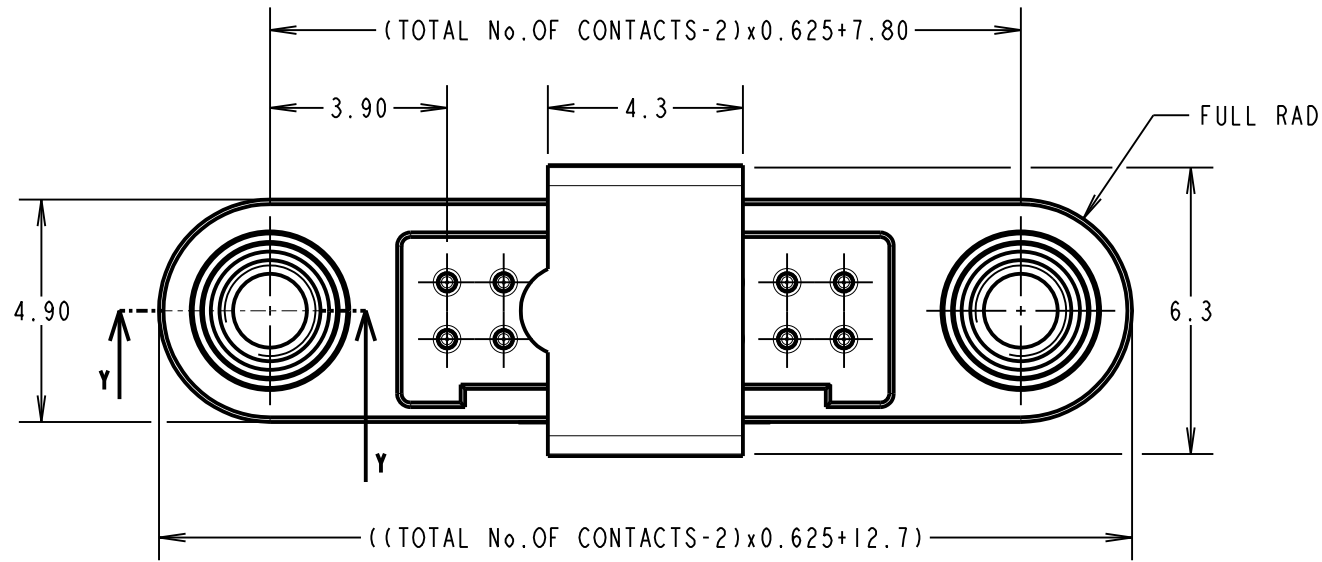 (TOTAL No.OF CONTACTS-2)x0.625+7.80
3.90
4.3
FULL RAD
4.90
6.3
Y
Y
((TOTAL No.OF CONTACTS-2)x0.625+12.7)